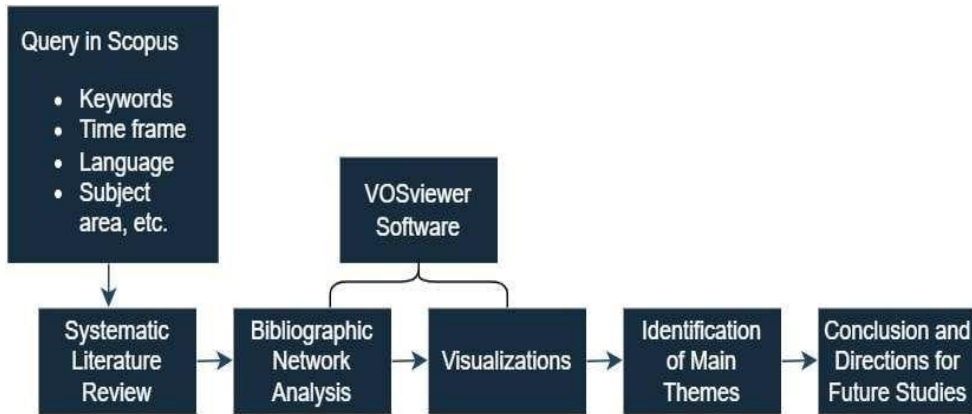 Query in Scopus
• Keywords
• Time frame
• Language
• Subject
area, etc.
VOSviewer
Software
Systematic
Literature
Review
Bibliographic
Network
Analysis
Visualizations
Identification
of Main
Themes
Conclusion and
Directions for
Future Studies